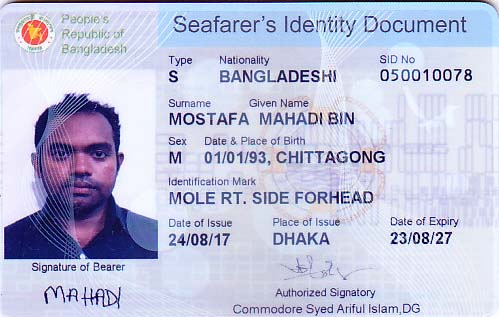 People's
Republic of
Bangladesh
Seafarer's Identity Document
Type Nationality SID No
S BANGLADESHI 050010078
Surname Given Name
MOSTAFA MAHADI BIN
Sex Date & Place of Birth
M 01/01/93, CHITTAGONG
Identification Mark
MOLE RT. SIDE FORHEAD
Date of Issue Place of Issue Date of Expiry
24/08/17 DHAKA 23/08/27
Signature of Bearer
MAHADI
Authorized Signatory
Commodore Syed Ariful Islam,DG